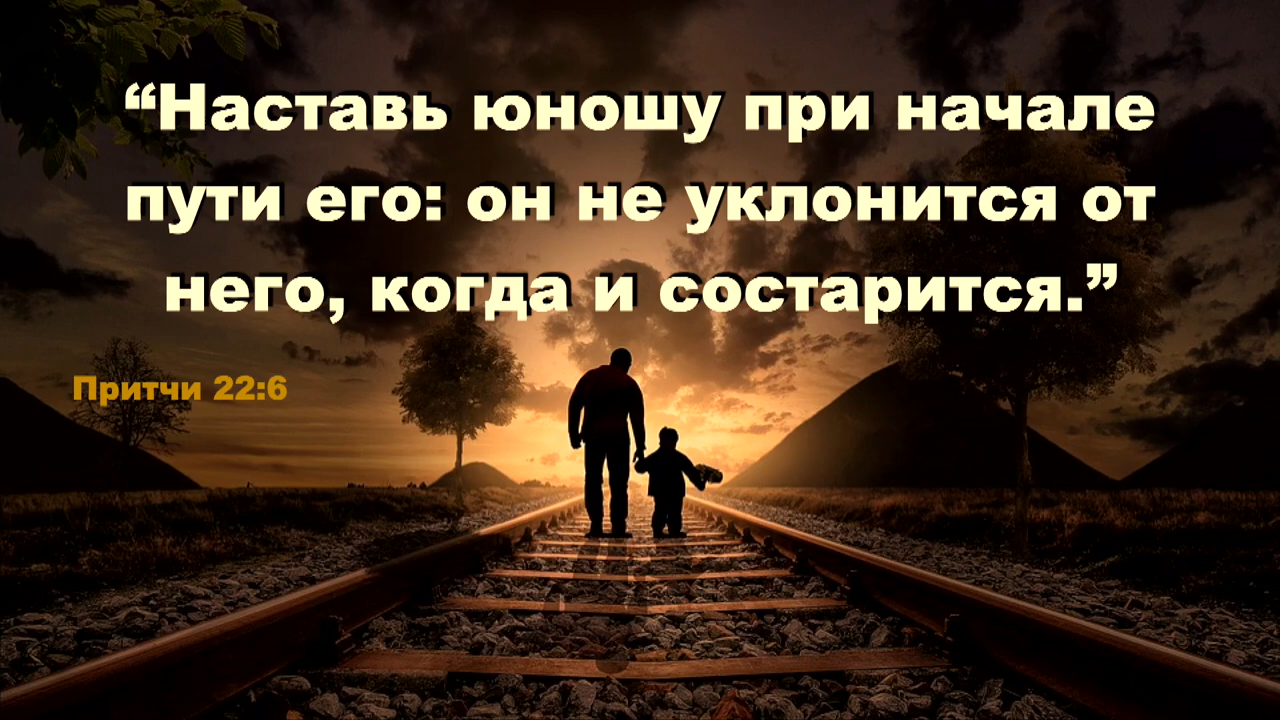 “Наставь юношу при начале
пути его: он не уклонится от
него, когда и состарится.”
Притчи 22:6